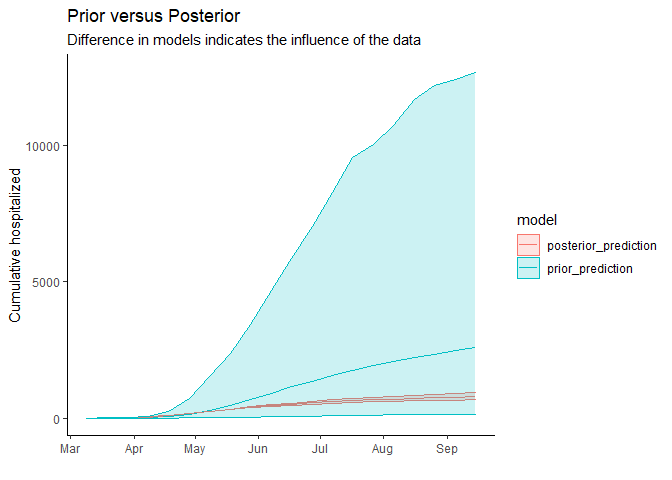 Prior versus Posterior
Difference in models indicates the influence of the data
Cumulative hospitalized
10000
5000
0
Mar Apr May Jun Jul Aug Sep
model
posterior_prediction
prior_prediction